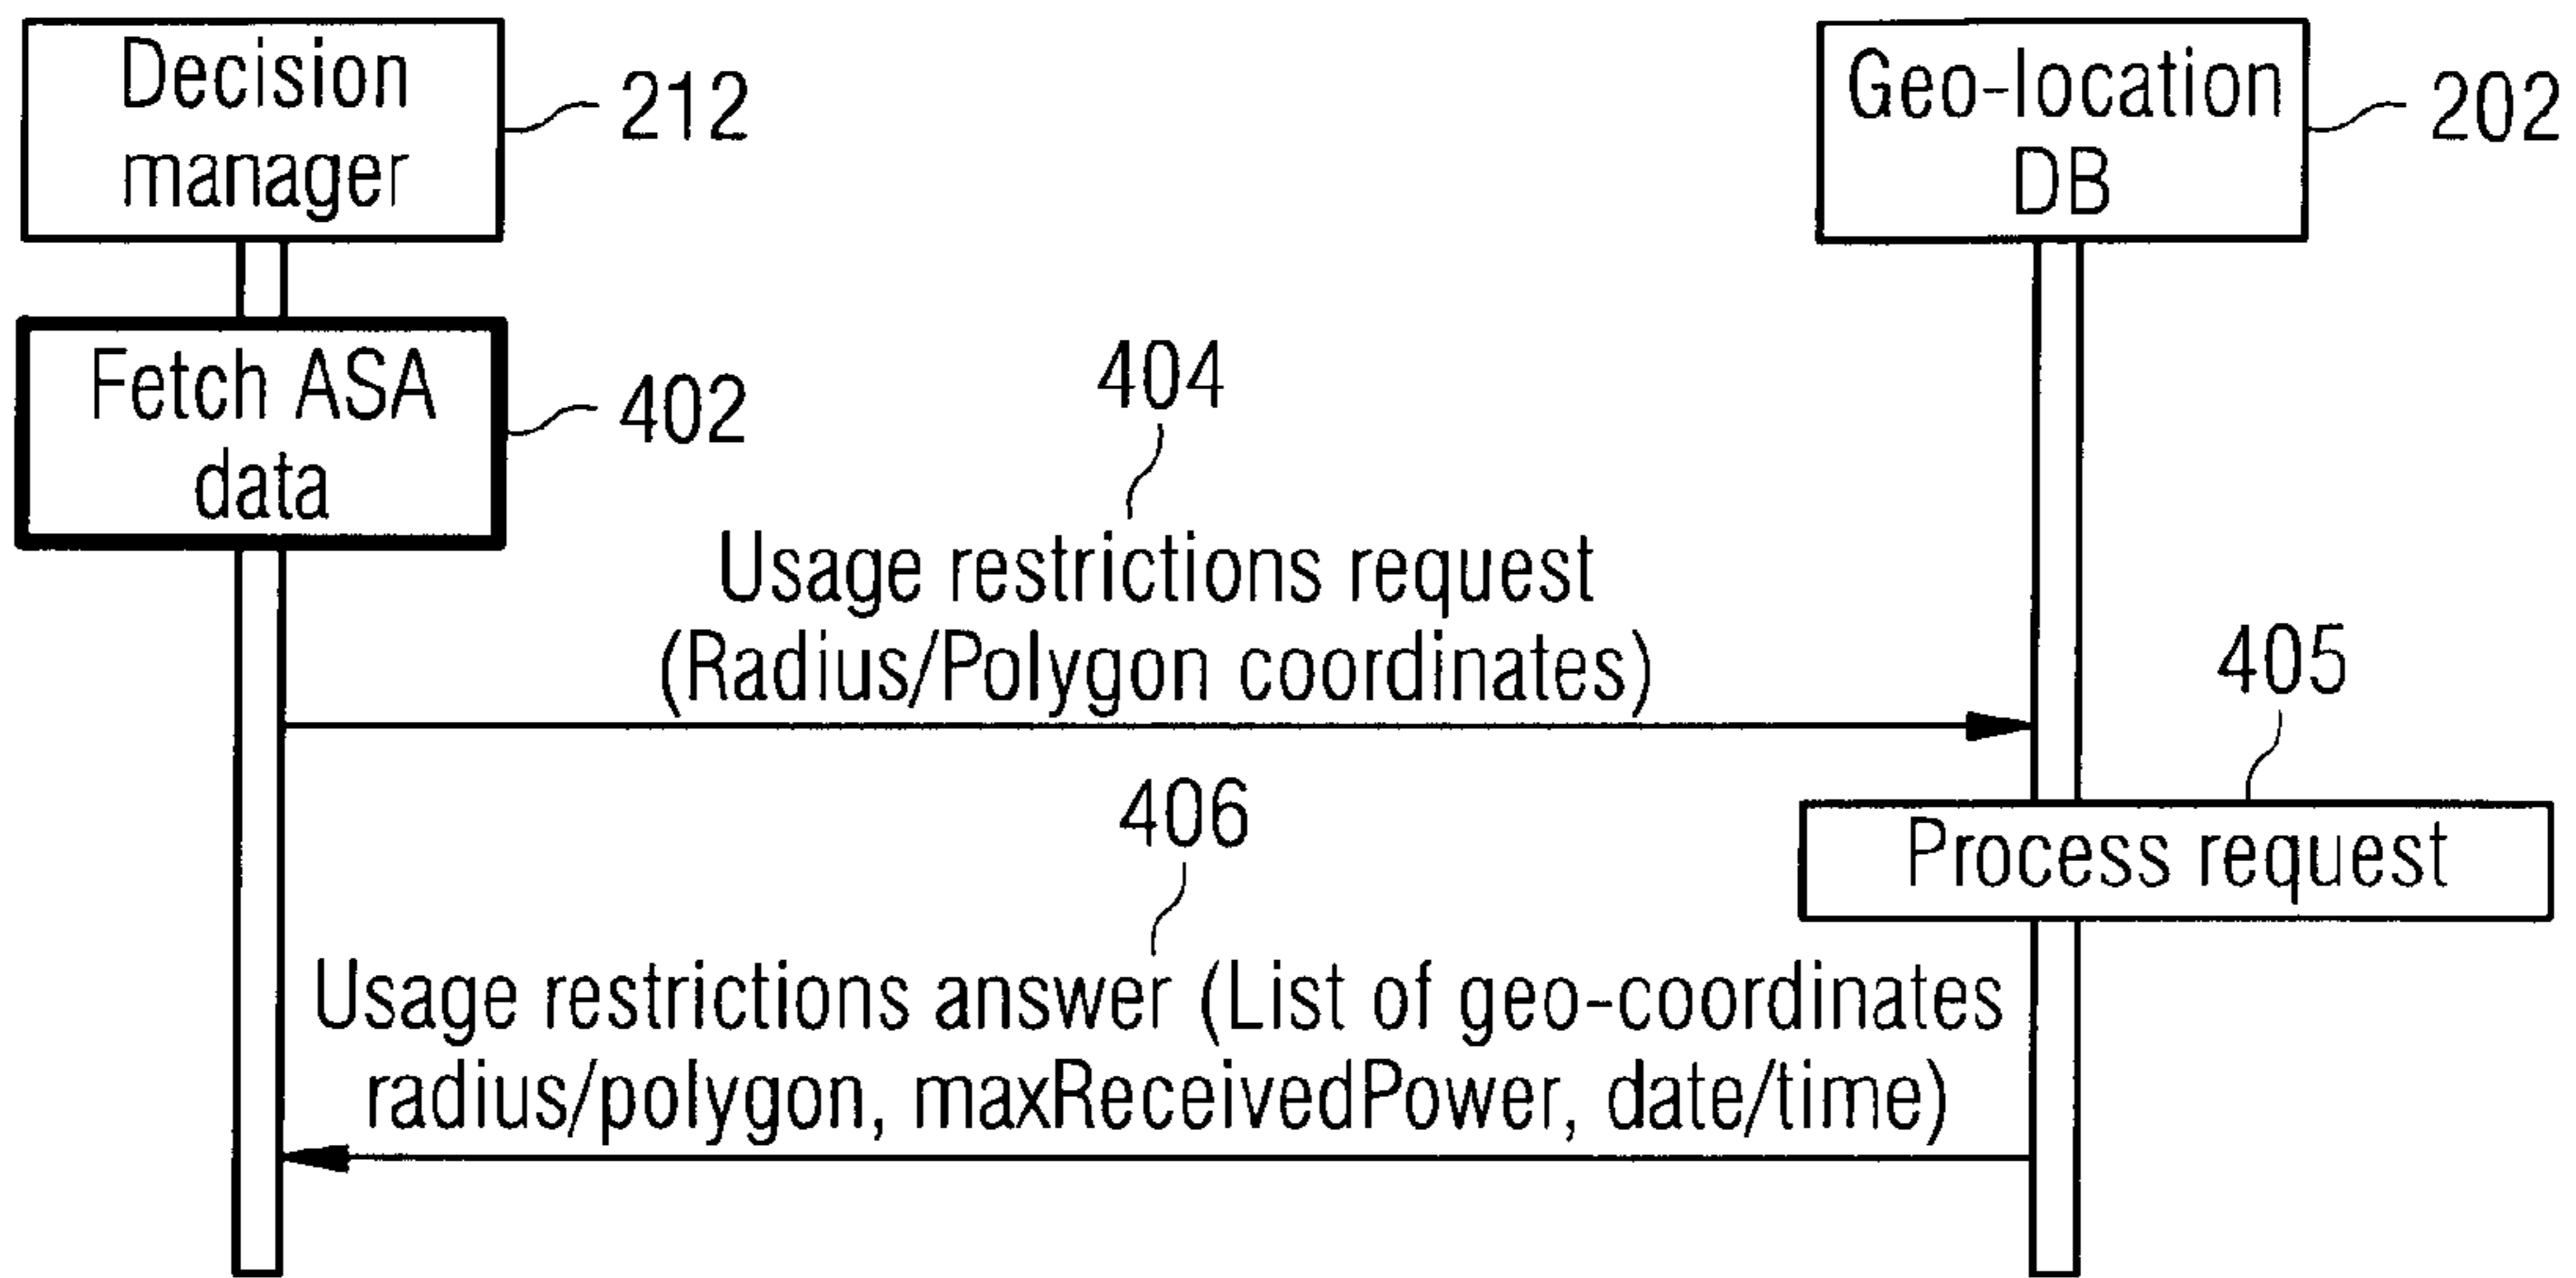 Decision
manager
212
Geo-location
DB
202
Fetch ASA
data
402
404
Usage restrictions request
(Radius/Polygon coordinates)
405
Process request
406
Usage restrictions answer (List of geo-coordinates
radius/polygon, maxReceivedPower, date/time)